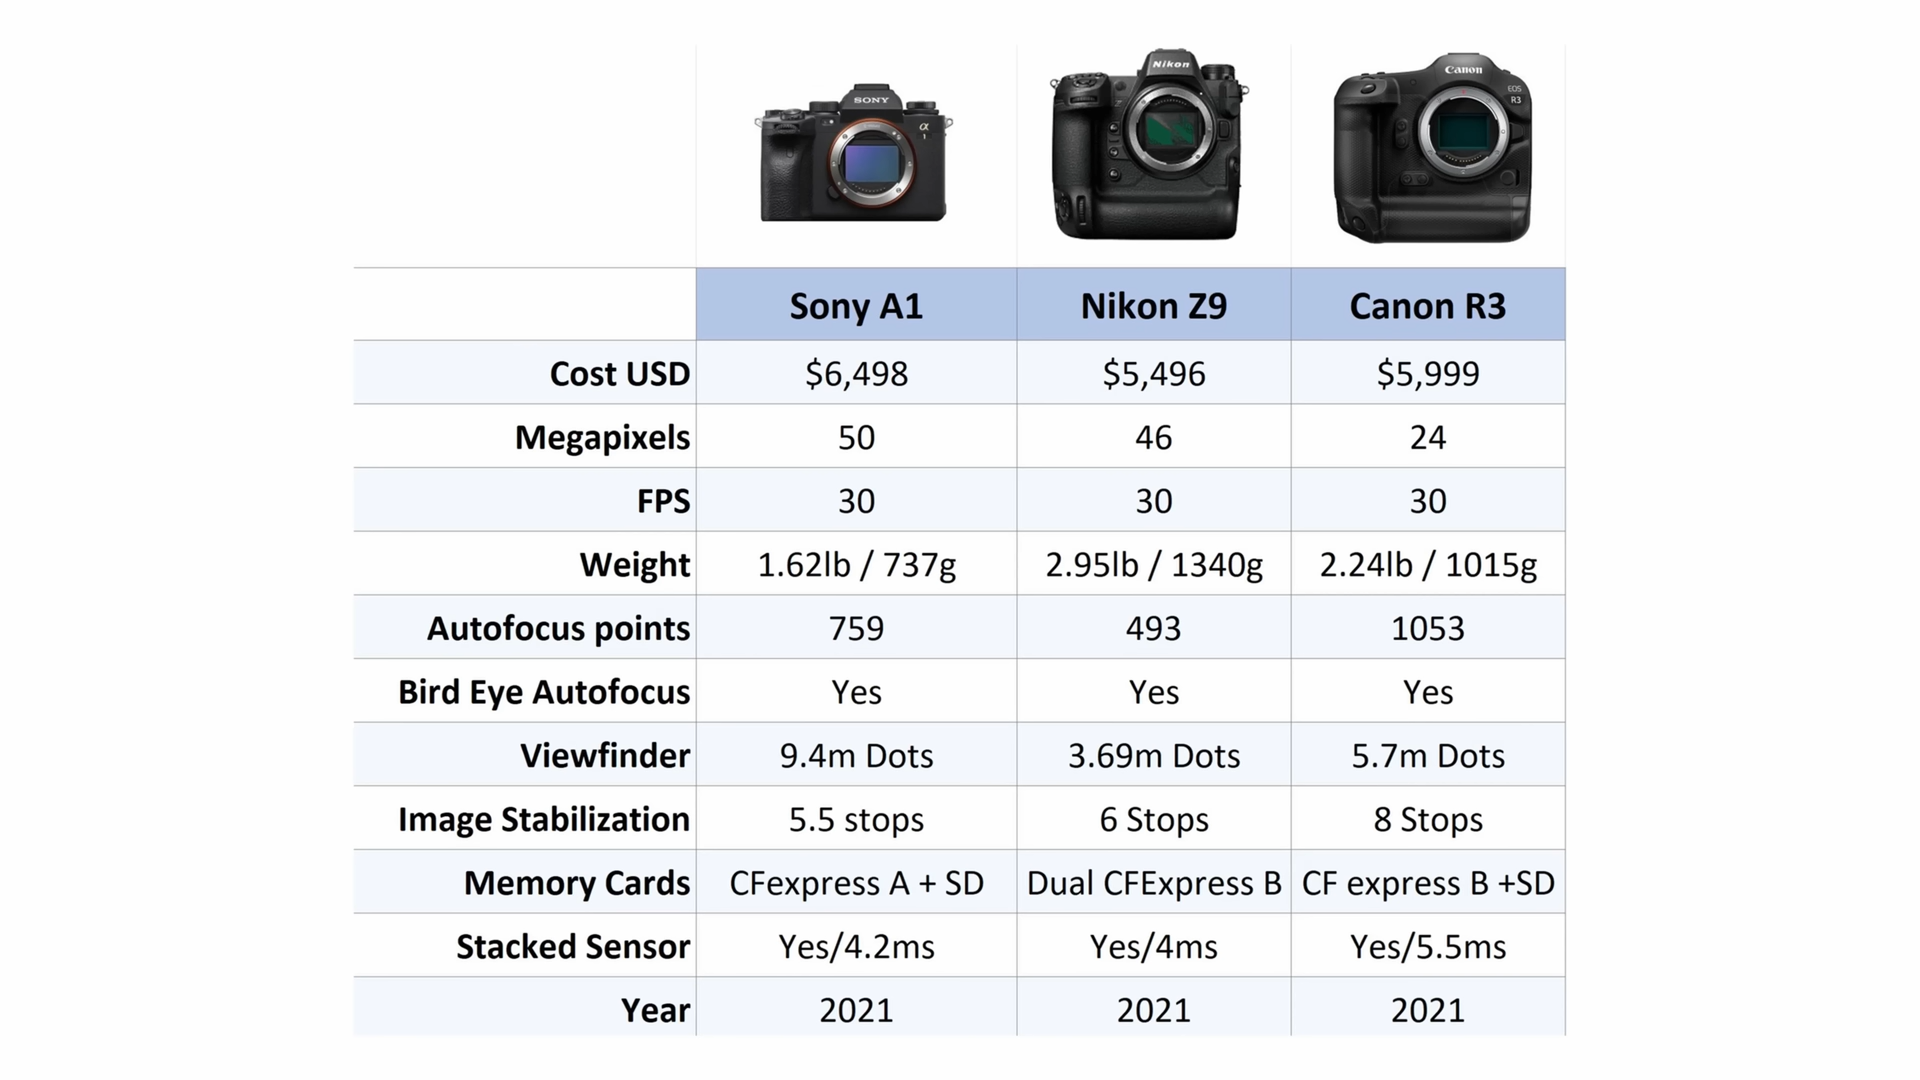 SONY
α
1
Nikon
Canon
EOS
R3
Sony A1 Nikon Z9 Canon R3
Cost USD $6,498 $5,496 $5,999
Megapixels 50 46 24
FPS 30 30 30
Weight 1.62lb / 737g 2.95lb / 1340g 2.24lb / 1015g
Autofocus points 759 493 1053
Bird Eye Autofocus Yes Yes Yes
Viewfinder 9.4m Dots 3.69m Dots 5.7m Dots
Image Stabilization 5.5 stops 6 Stops 8 Stops
Memory Cards CFexpress A + SD Dual CFExpress B CF express B +SD
Stacked Sensor Yes/4.2ms Yes/4ms Yes/5.5ms
Year 2021 2021 2021